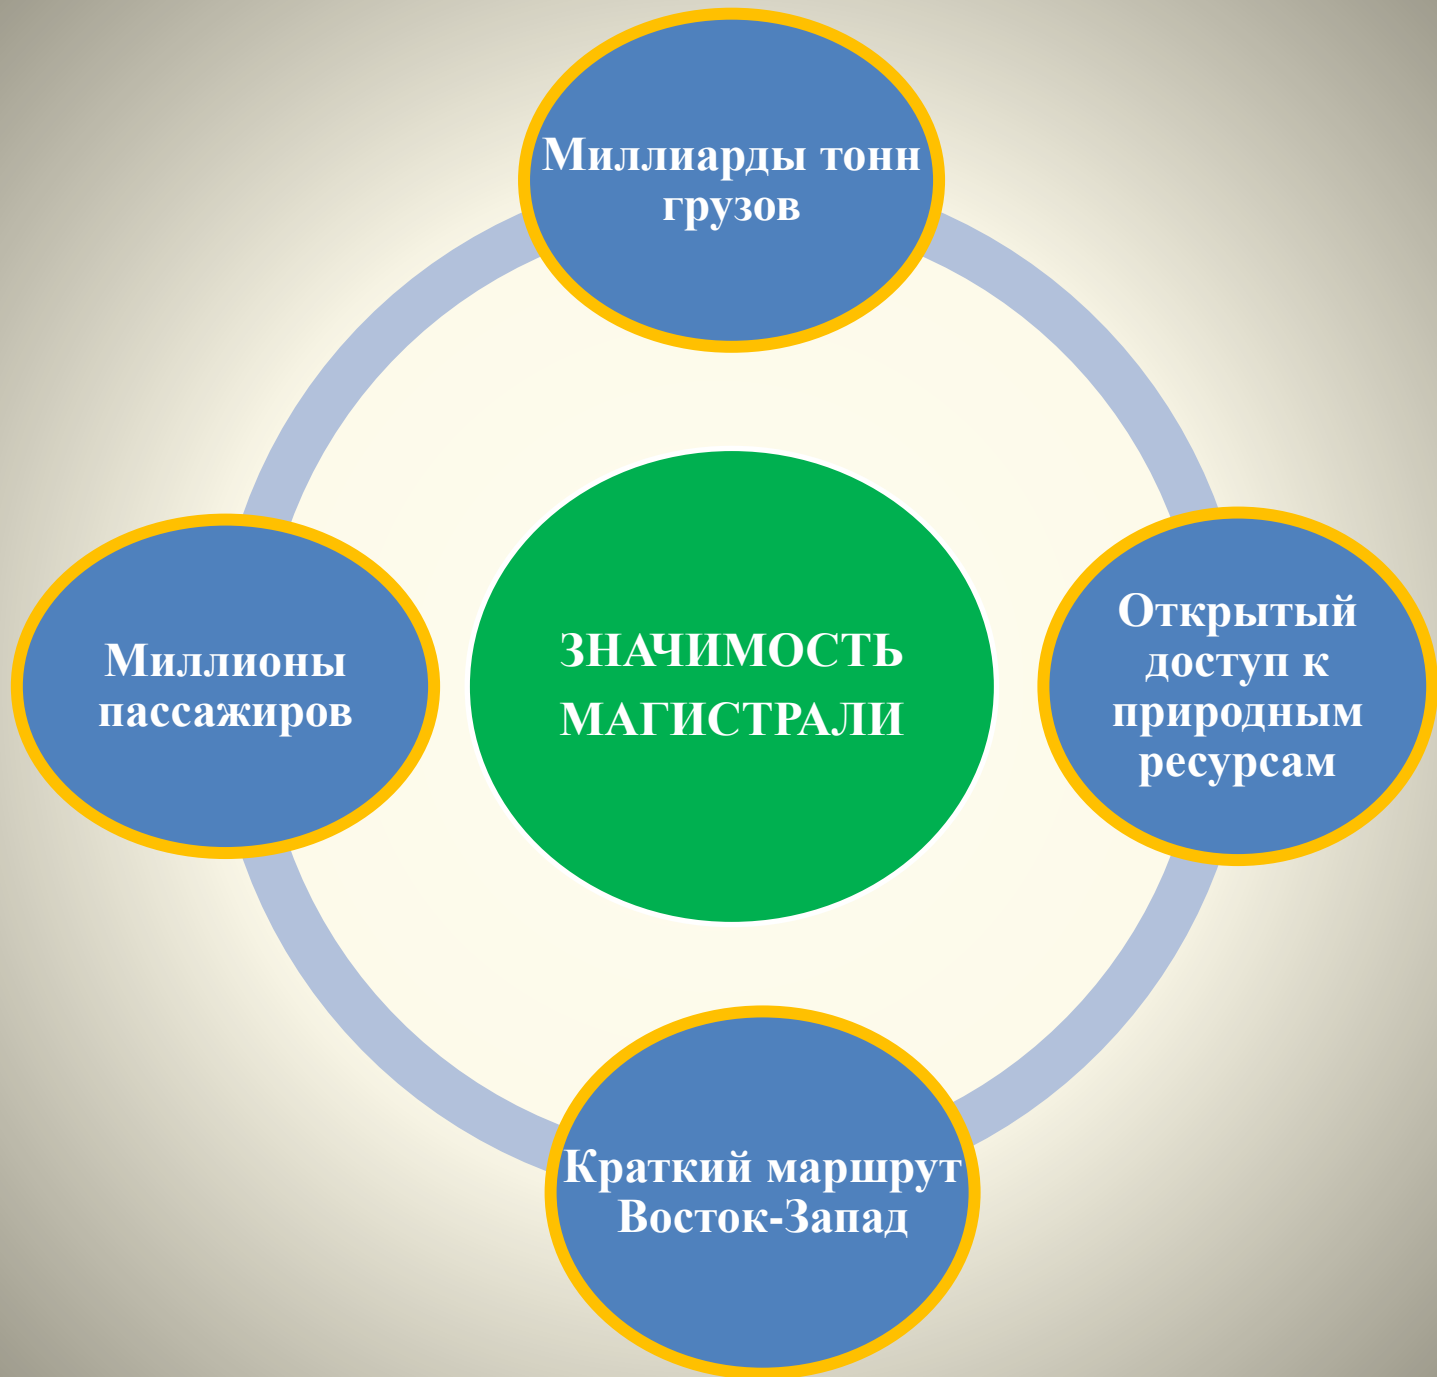 Миллиарды тонн
грузов
Миллионы
пассажиров
ЗНАЧИМОСТЬ
МАГИСТРАЛИ
Открытый
доступ к
природным
ресурсам
Краткий маршрут
Восток-Запад